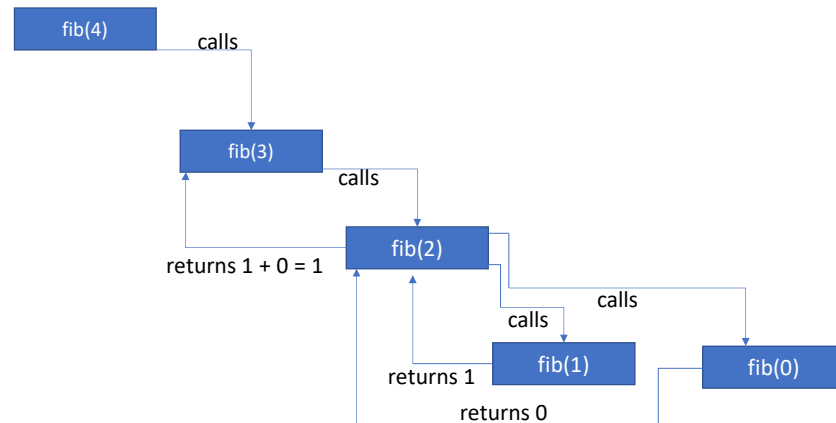 fib(4)
calls
fib(3)
calls
fib(2)
returns 1 + 0 = 1
calls
calls
fib(1)
fib(0)
returns 1
returns 0